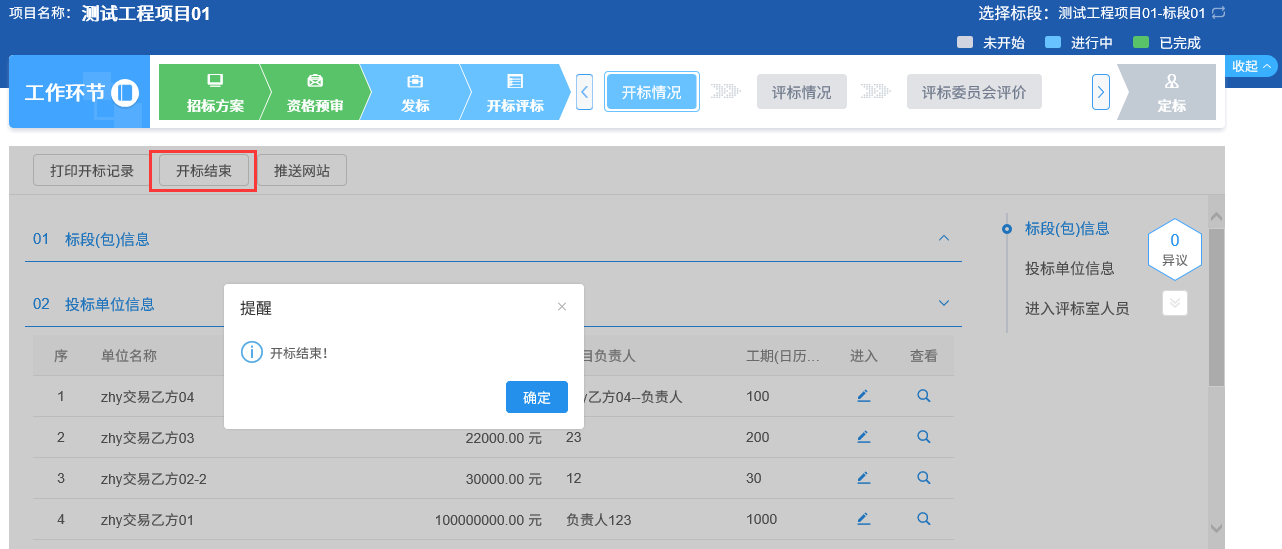 项目名称： 测试工程项目01
选择标段：测试工程项目01-标段01
未开始 进行中 已完成
收起
工作环节
招标方案 资格预审 发标 开标评标
开标情况 评标情况 评标委员会评价
定标
打印开标记录 开标结束 推送网站
01 标段(包)信息
02 投标单位信息
标段(包)信息
投标单位信息
进入评标室人员
0
异议
提醒 ×
开标结束!
确定
序 单位名称 目负责人 工期(日历... 进入 查看
1 zhy交易乙方04 乙方04--负责人 100
2 zhy交易乙方03 22000.00 元 23 200
3 zhy交易乙方02-2 30000.00 元 12 30
4 zhy交易乙方01 100000000.00 元 负责人123 1000